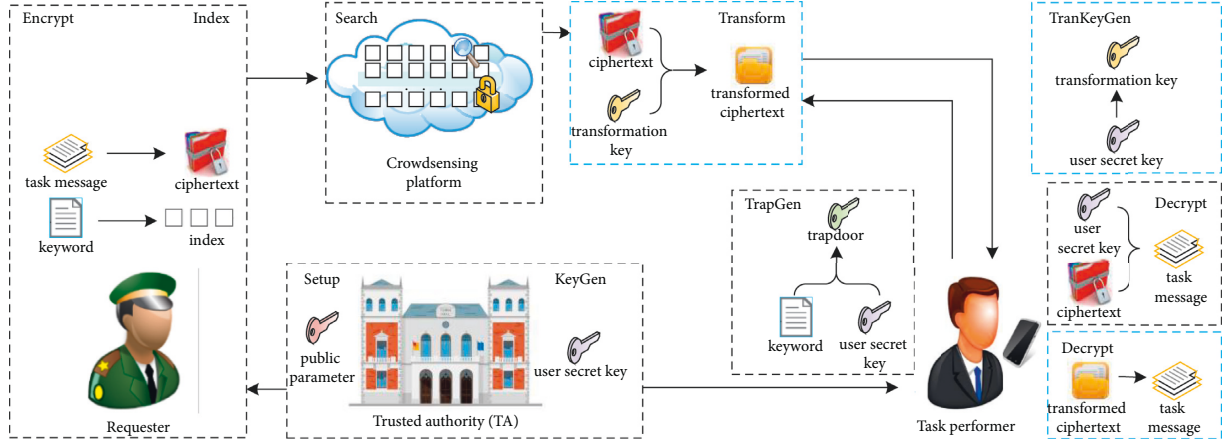 Encrypt
Index
task message
ciphertext
keyword
index
Requester
Search
Crowdsensing
platform
Transform
ciphertext
transformation
key
transformed
ciphertext
TranKeyGen
transformation key
user secret key
TrapGen
trapdoor
keyword
user secret
key
Setup
KeyGen
public
parameter
user secret key
Trusted authority (TA)
Task performer
Decrypt
user
secret key
ciphertext
task
message
Decrypt
transformed
ciphertext
task
message